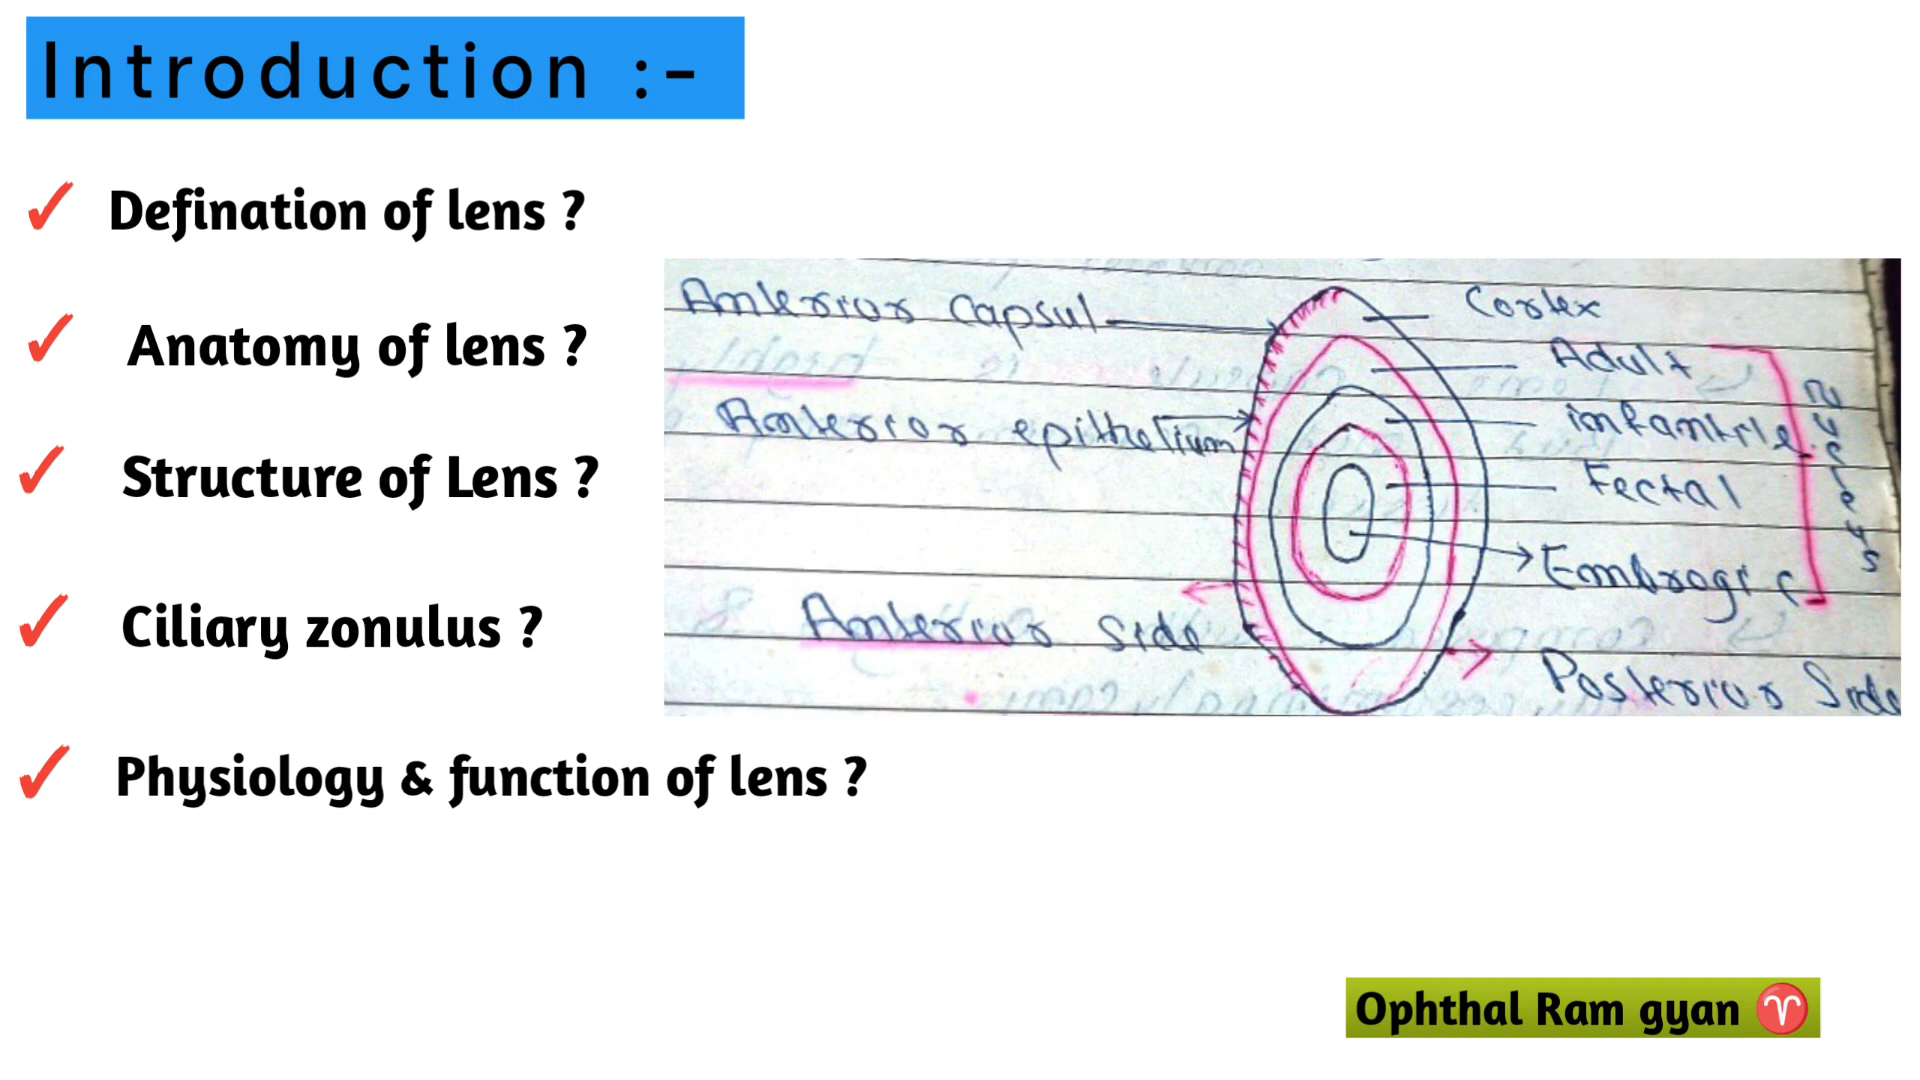 Introduction :-
Defination of lens ?
Anatomy of lens ?
Structure of Lens ?
Ciliary zonulus ?
Physiology & function of lens ?
Anterior capsul
Anterior epithelium
Anterior side
Cortex
Adult
infantile
Fectal
Embrogic
Posterior Side
Nucleus
Ophthal Ram gyan ♈